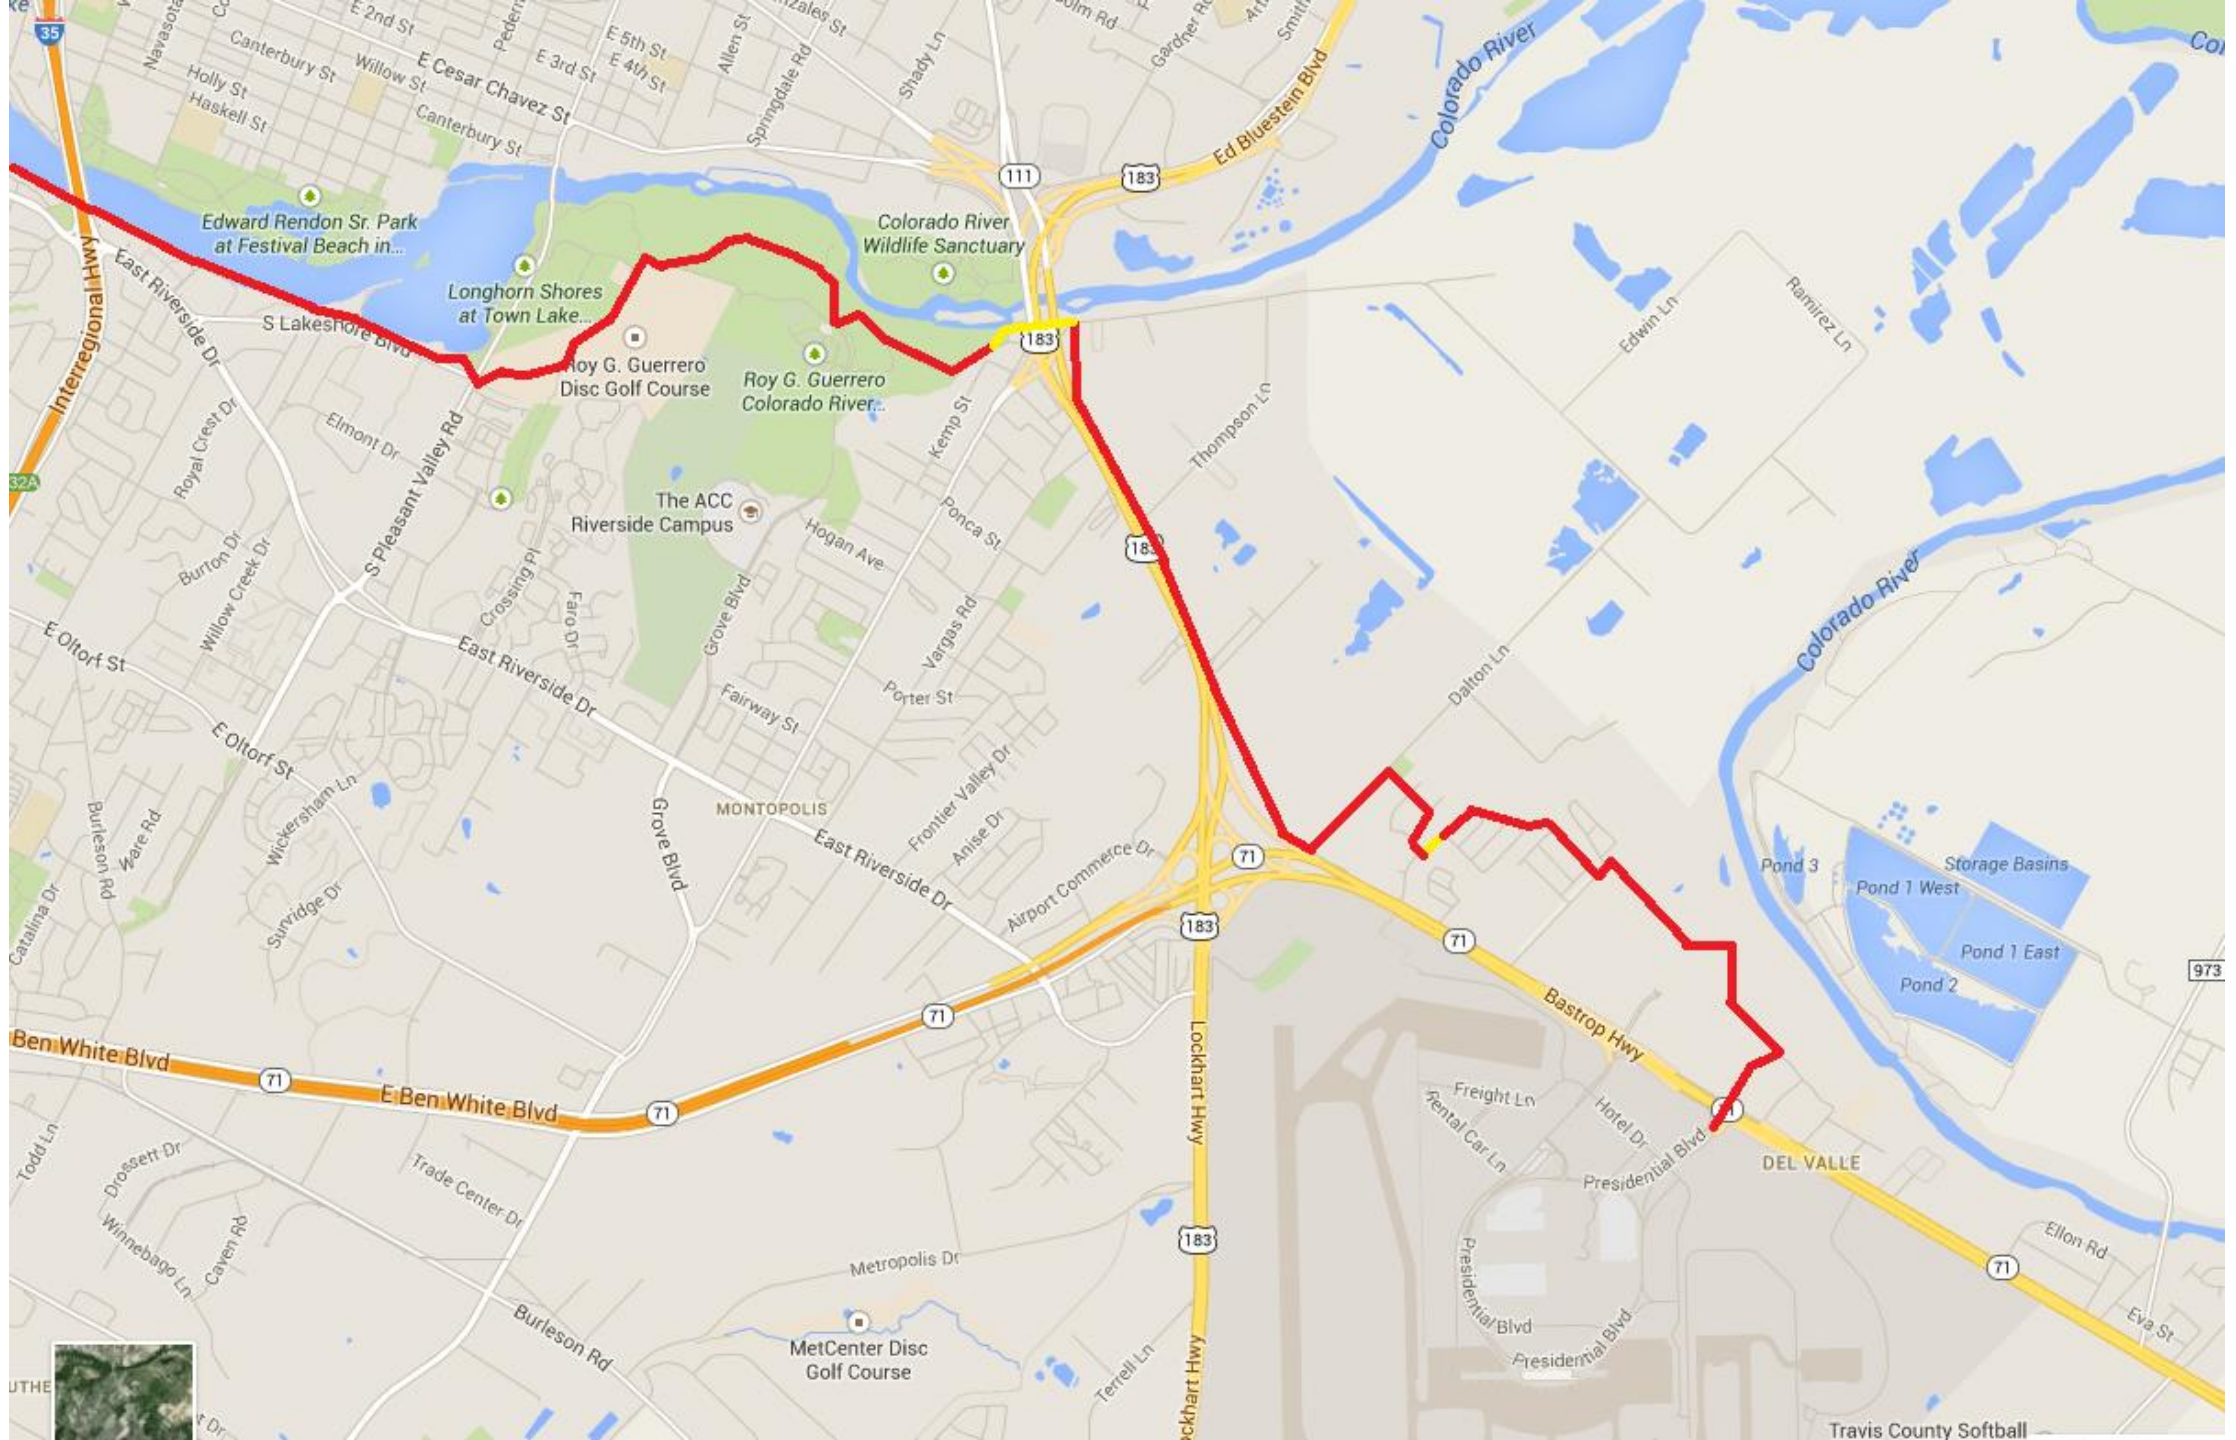 35
E 2nd St
Navasota
E 5th St
E 4th St
E 3rd St
Allen St
Springdale Rd
Shady Ln
Gardner Rd
Smith
Canterbury St
Willow St
E Cesar Chavez St
Holly St
Haskell St
Canterbury St
111
183
Ed Bluestein Blvd
Colorado River
Edward Rendon Sr. Park
at Festival Beach in...
Colorado River
Wildlife Sanctuary
Longhorn Shores
at Town Lake...
Interregional Hwy
East Riverside Dr
S Lakeshore Blvd
183
Roy G. Guerrero
Disc Golf Course
Roy G. Guerrero
Colorado River...
Edwin Ln
Ramirez Ln
Thompson Ln
Kemp St
Royal Crest Dr
Elmont Dr
S Pleasant Valley Rd
32A
The ACC
Riverside Campus
Hogan Ave
Ponca St
183
Burton Dr
Willow Creek Dr
Crossing Pl
Faro Dr
Grove Blvd
Vargas Rd
Porter St
Fairway St
Colorado River
Dalton Ln
E Oltorf St
East Riverside Dr
E Oltorf St
Wickersham Ln
Burleson Rd
Ware Rd
Grove Blvd
MONTOPOLIS
Frontier Valley Dr
Anise Dr
East Riverside Dr
Airport Commerce Dr
71
Pond 3
Storage Basins
Pond 1 West
Pond 1 East
Pond 2
973
Catalina Dr
Sunridge Dr
183
71
71
Bastrop Hwy
Ben White Blvd
71
E Ben White Blvd
71
Lockhart Hwy
Freight Ln
Rental Car Ln
Hotel Dr
Presidential Blvd
71
DEL VALLE
Todd Ln
Drossett Dr
Trade Center Dr
Winnebago Ln
Caven Rd
183
Metropolis Dr
Presidential Blvd
Presidential Blvd
71
Ellon Rd
Eva St
Burleson Rd
MetCenter Disc
Golf Course
Terrell Ln
Lockhart Hwy
UTHE
Travis County Softball